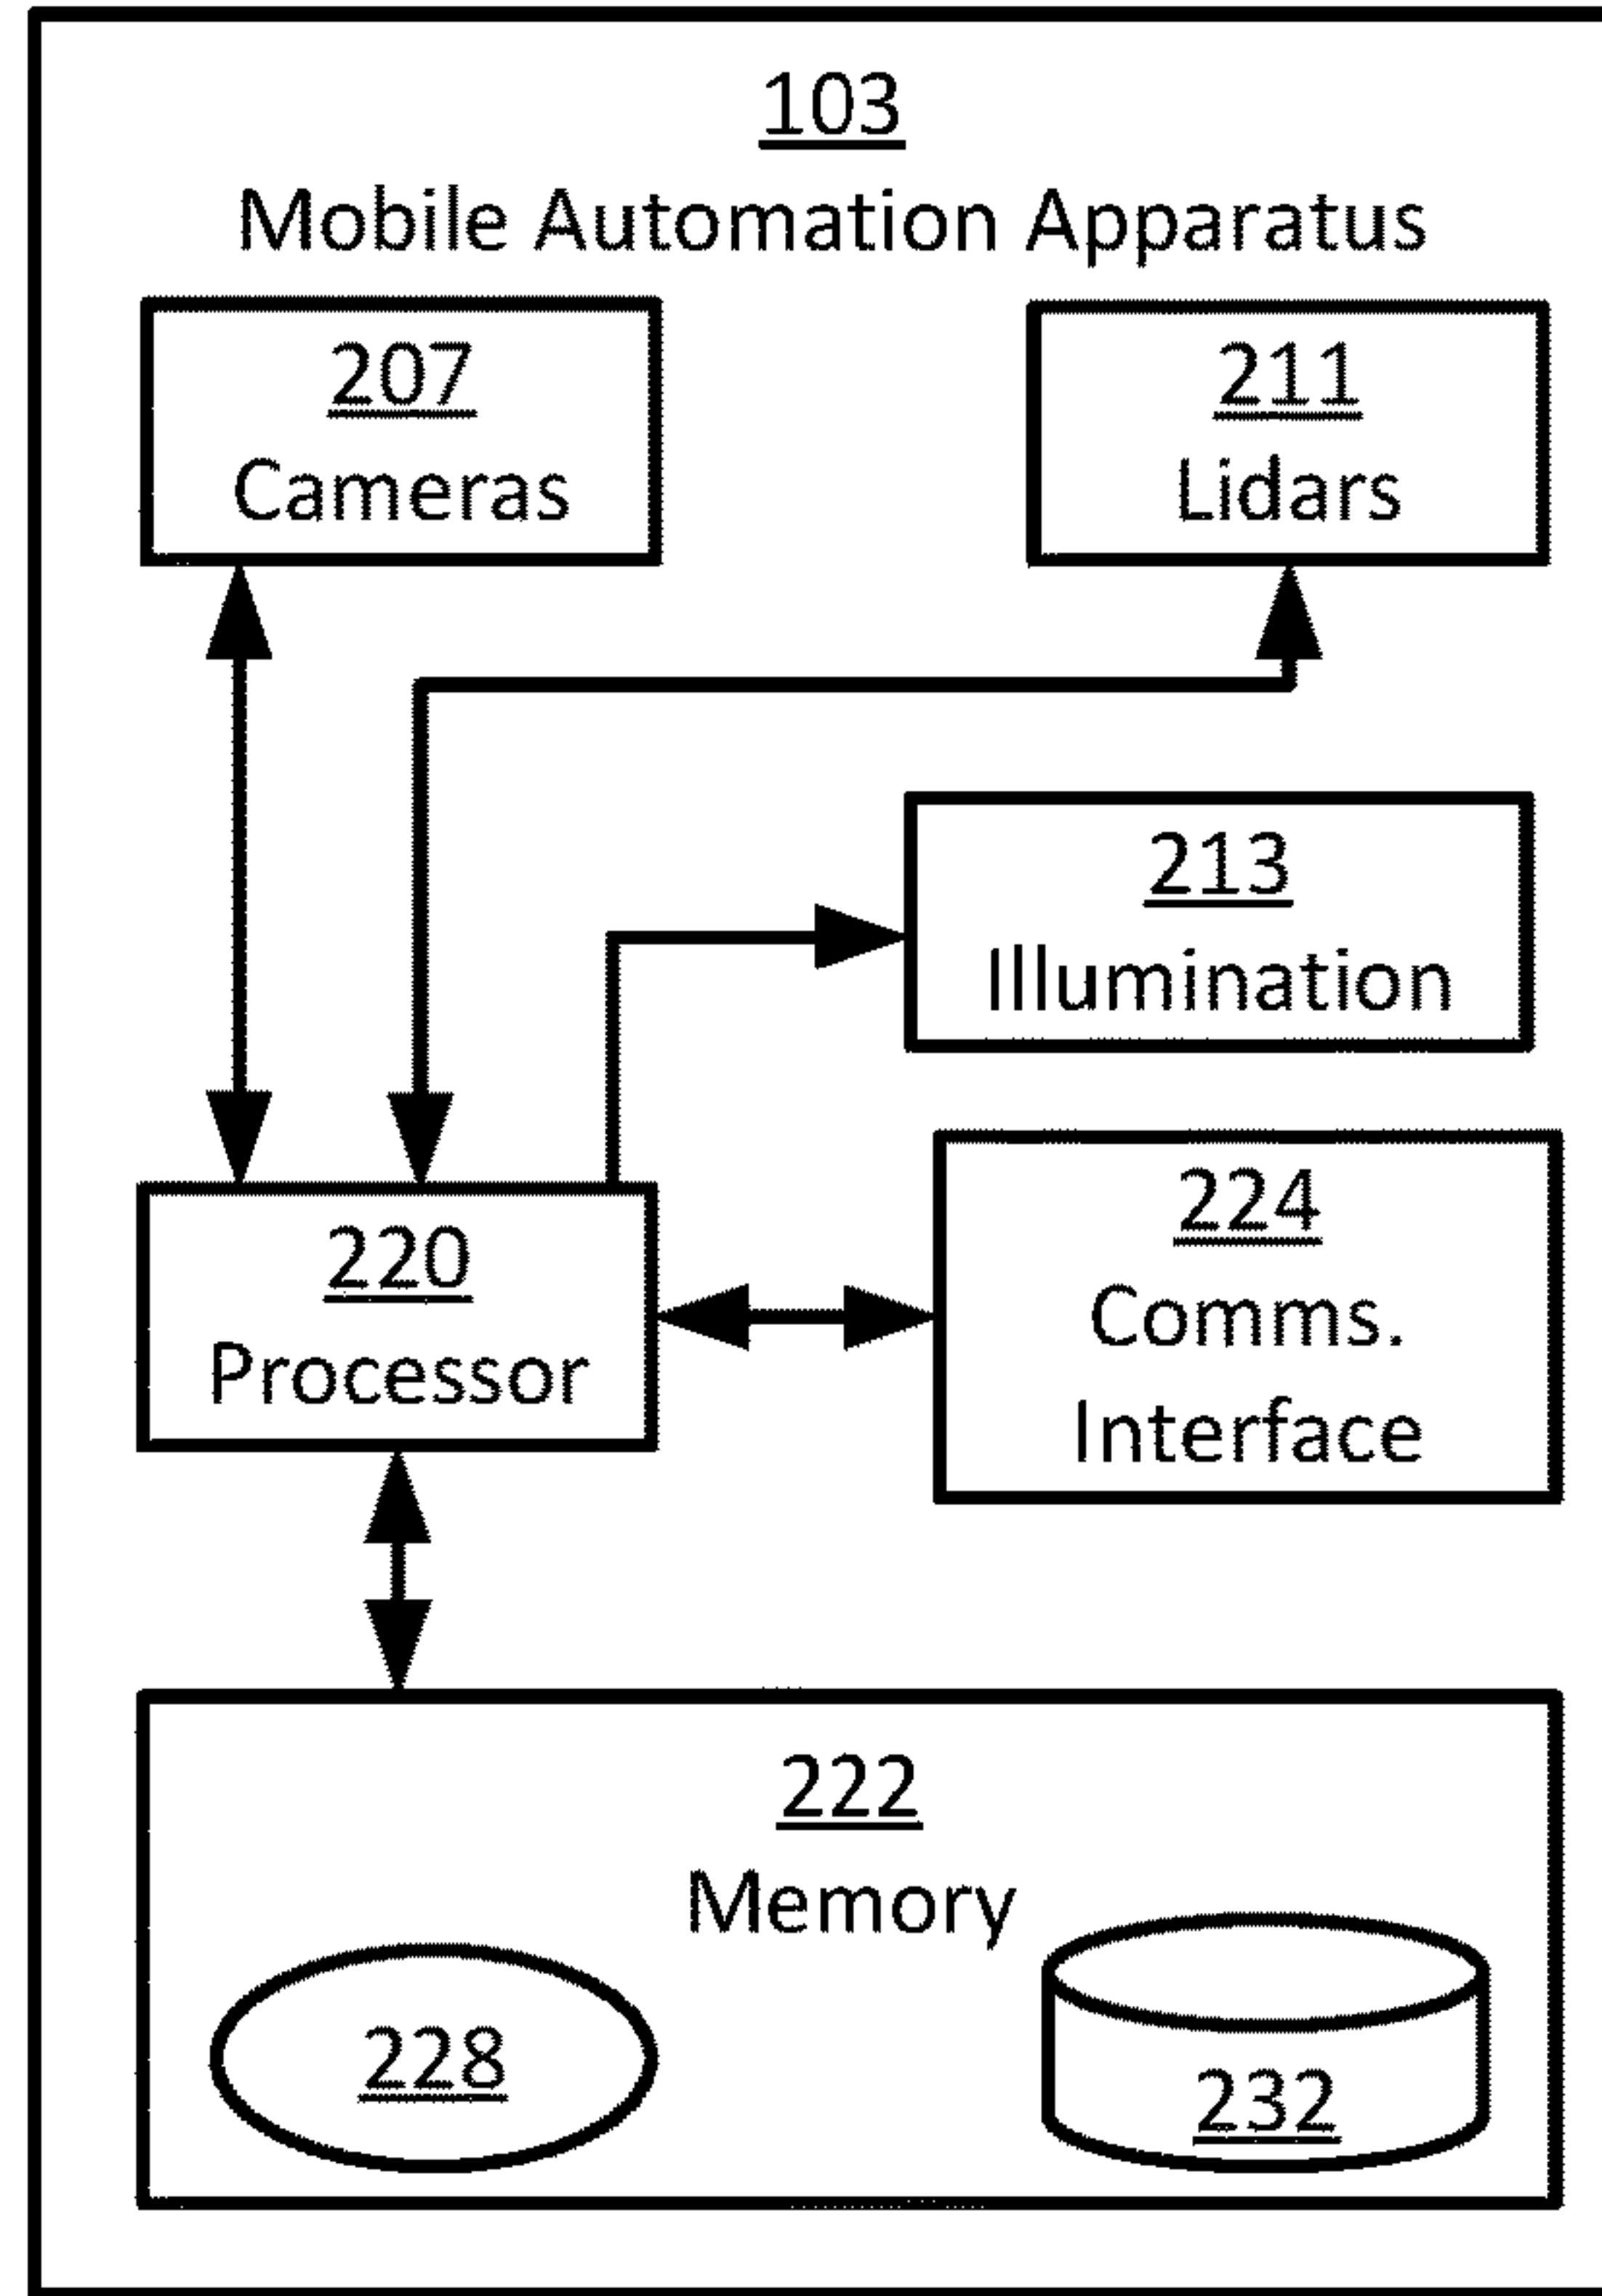 103
Mobile Automation Apparatus
207
Cameras
211
Lidars
213
Illumination
224
Comms.
Interface
220
Processor
222
Memory
228
232